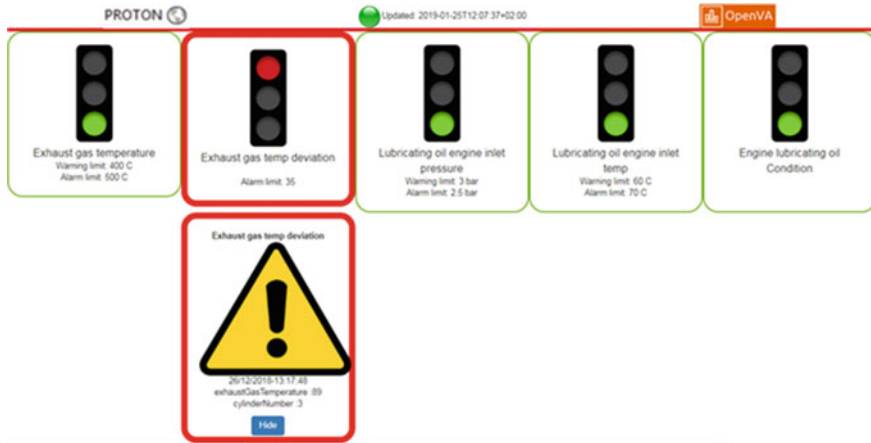 PROTON
Updated: 2019-01-25T12:07:37+02:00
OpenVA
Exhaust gas temperature
Warning limit: 400 C
Alarm limit: 500 C
Exhaust gas temp deviation
Alarm limit: 35
Lubricating oil engine inlet
pressure
Warning limit: 3 bar
Alarm limit: 2.5 bar
Lubricating oil engine inlet
temp
Warning limit: 60 C
Alarm limit: 70 C
Engine lubricating oil
Condition
Exhaust gas temp deviation
26/12/2018-13:17:48
exhaustGasTemperature :89
cylinderNumber :3
Hide